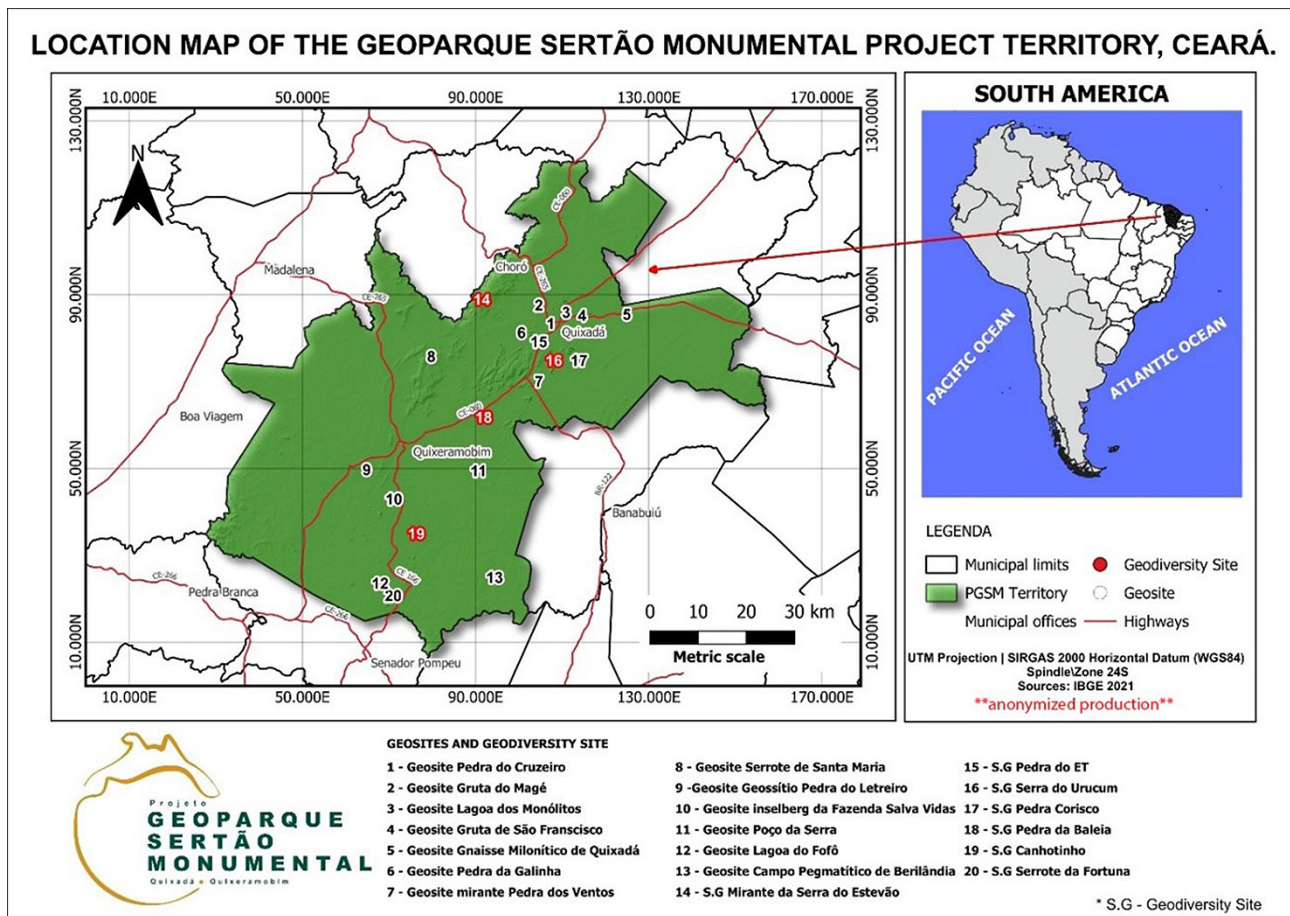 LOCATION MAP OF THE GEOPARQUE SERTÃO MONUMENTAL PROJECT TERRITORY, CEARÁ.
10.000E 50.000E 90.000E 130.000E 170.000E
130.000N 130.000N
90.000N 90.000N
50.000N 50.000N
10.000N 10.000N
N
CE-060
Choró
Madalena
CE-265
CE-265
14
2
3
4
5
1
6
Quixadá
15
8
16
17
7
Boa Viagem
CE-060
18
Quixeramobim
9
11
10
BR-122
Banabuiú
19
CE-166
12
13
20
CE-266
Pedra Branca
CE-266
Senador Pompeu
0 10 20 30 km
Metric scale
10.000E 50.000E 90.000E 130.000E 170.000E
SOUTH AMERICA
PACIFIC OCEAN
ATLANTIC OCEAN
LEGENDA
Municipal limits
Geodiversity Site
PGSM Territory
Geosite
Municipal offices
Highways
UTM Projection | SIRGAS 2000 Horizontal Datum (WGS84)
Spindle\Zone 24S
Sources: IBGE 2021
**anonymized production**
Projeto
GEOPARQUE
SERTÃO
MONUMENTAL
Quixadá Quixeramobim
GEOSITES AND GEODIVERSITY SITE
1 - Geosite Pedra do Cruzeiro
2 - Geosite Gruta do Magé
3 - Geosite Lagoa dos Monólitos
4 - Geosite Gruta de São Franscisco
5 - Geosite Gnaisse Milonítico de Quixadá
6 - Geosite Pedra da Galinha
7 - Geosite mirante Pedra dos Ventos
8 - Geosite Serrote de Santa Maria
9 -Geosite Geossítio Pedra do Letreiro
10 - Geosite inselberg da Fazenda Salva Vidas
11 - Geosite Poço da Serra
12 - Geosite Lagoa do Fofô
13 - Geosite Campo Pegmatítico de Berilândia
14 - S.G Mirante da Serra do Estevão
15 - S.G Pedra do ET
16 - S.G Serra do Urucum
17 - S.G Pedra Corisco
18 - S.G Pedra da Baleia
19 - S.G Canhotinho
20 - S.G Serrote da Fortuna
* S.G - Geodiversity Site